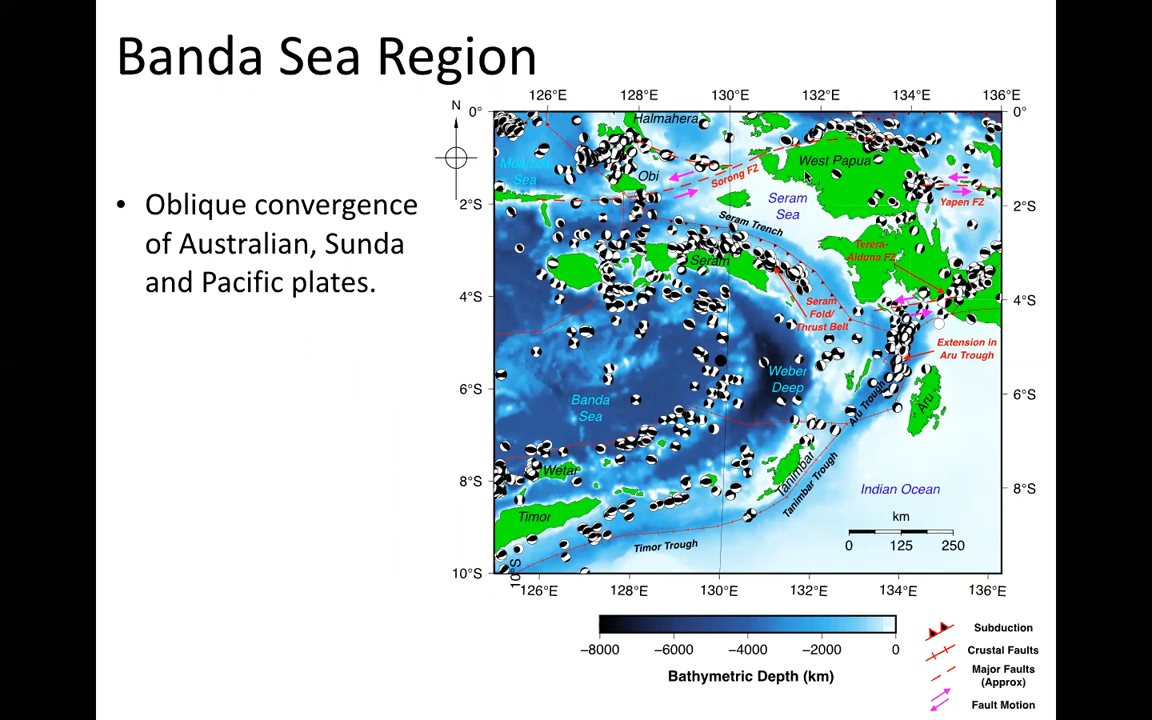 Banda Sea Region
• Oblique convergence
of Australian, Sunda
and Pacific plates.
126°E 128°E 130°E 132°E 134°E 136°E
N
0° 0°
Halmahera
West Papua
Obi
Sorong FZ
Yapen FZ
2°S 2°S
Seram
Sea
Seram Trench
Terera-
Aiduna FZ
Seram
4°S 4°S
Seram
Fold/
Thrust Belt
Extension in
Aru Trough
Weber
Deep
6°S 6°S
Banda
Sea
Aru Trough
Aru
Wetar
Tanimbar
Tanimbar Trough
8°S 8°S
Indian Ocean
Timor
km
0 125 250
Timor Trough
10°S
10°S
126°E 128°E 130°E 132°E 134°E 136°E
−8000 −6000 −4000 −2000 0
Bathymetric Depth (km)
Subduction
Crustal Faults
Major Faults
(Approx)
Fault Motion